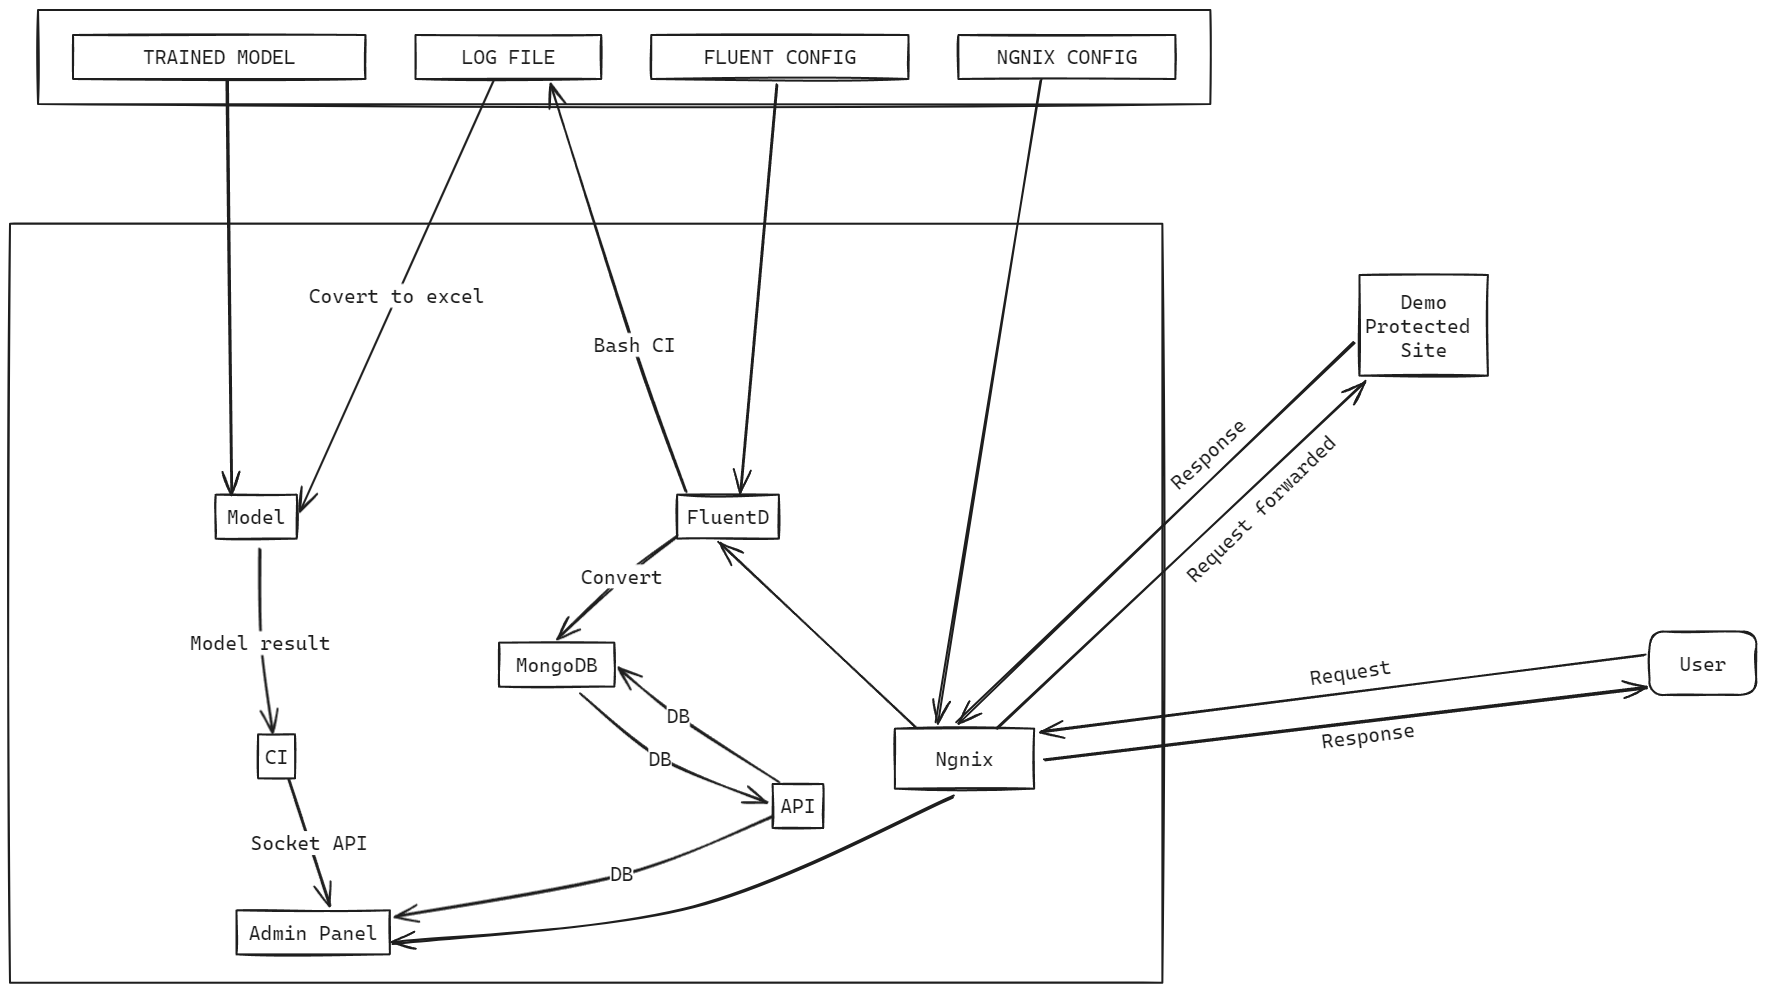 TRAINED MODEL
LOG FILE
FLUENT CONFIG
NGNIX CONFIG
Covert to excel
Bash CI
Demo
Protected
Site
Response
Request forwarded
Model
FluentD
Convert
Model result
MongoDB
Request
User
DB
Response
DB
CI
Ngnix
API
Socket API
DB
Admin Panel